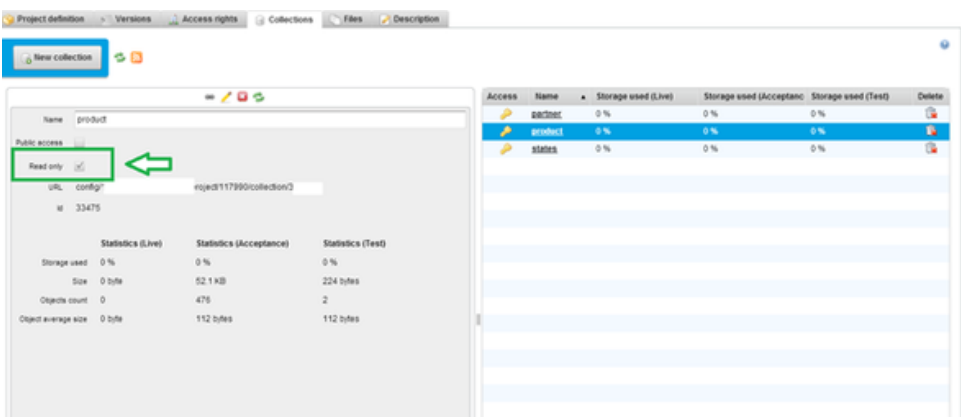 Project definition Versions Access rights Collections Files Description
New collection
Name product
Public access
Read only
URL config/ roject/117990/collection/3
Id 33475
Statistics (Live) Statistics (Acceptance) Statistics (Test)
Storage used 0 % 0 % 0 %
Size 0 byte 52.1 KB 224 bytes
Objects count 0 476 2
Object average size 0 byte 112 bytes 112 bytes
Access Name Storage used (Live) Storage used (Acceptanc Storage used (Test) Delete
partner 0 % 0 % 0 %
product 0 % 0 % 0 %
states 0 % 0 % 0 %